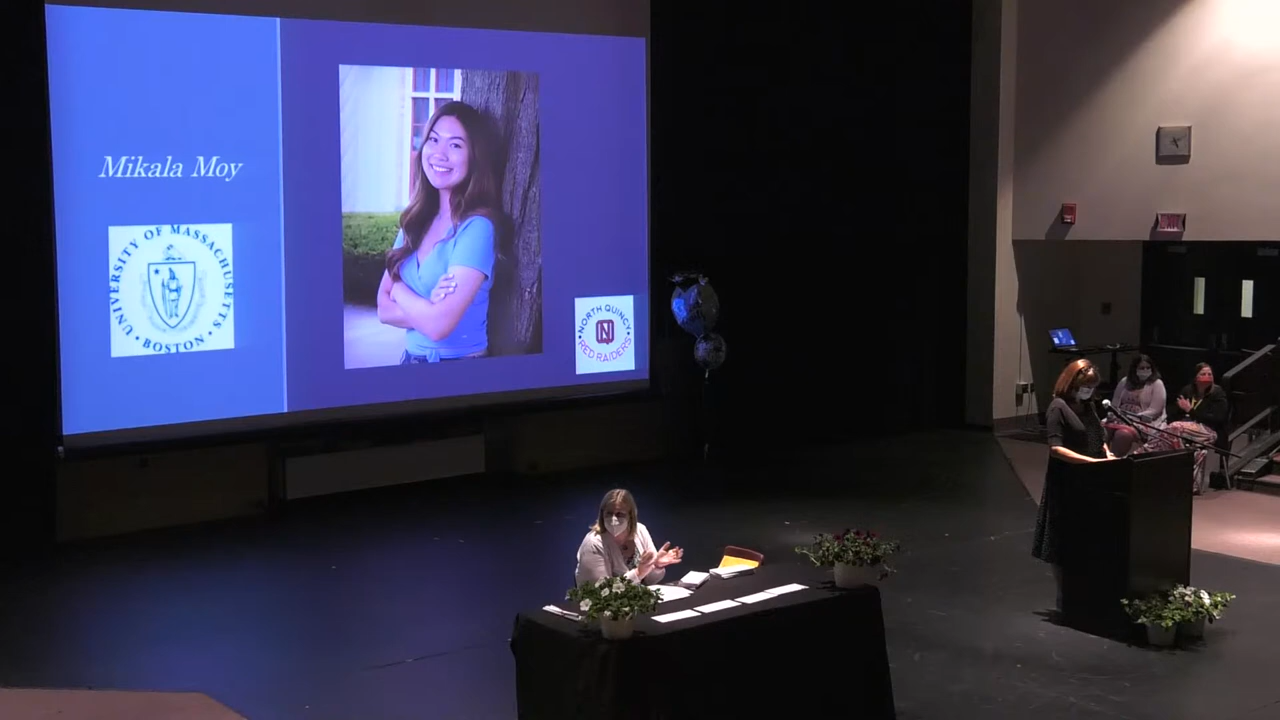 Mikala Moy
UNIVERSITY OF MASSACHUSETTS
• BOSTON •
NORTH QUINCY
N
RED RAIDERS